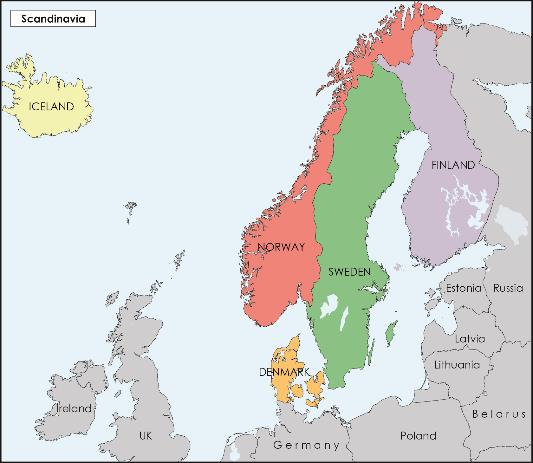 Scandinavia
ICELAND
FINLAND
NORWAY
SWEDEN
Estonia
Russia
Latvia
Lithuania
DENMARK
Ireland
UK
Germany
Poland
Belarus